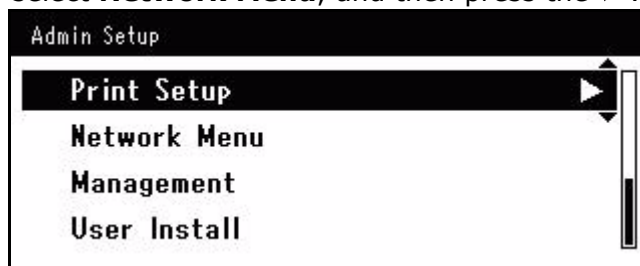 Select Network Menu, and then press the
Admin Setup
Print Setup
Network Menu
Management
User Install